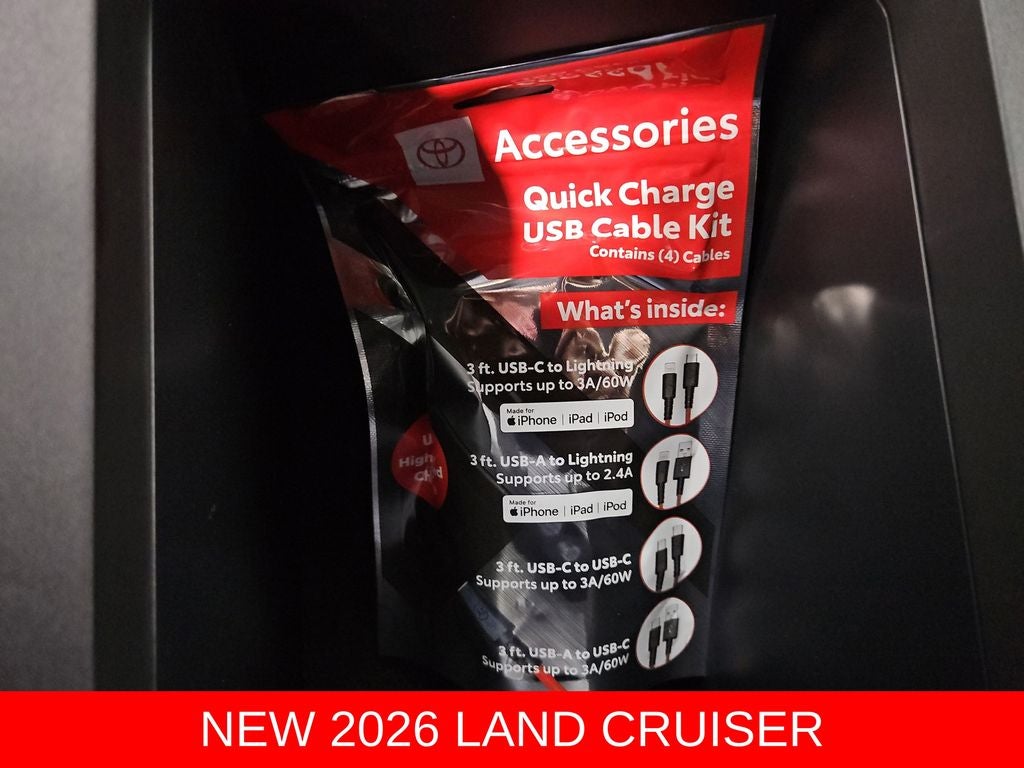 Accessories
Quick Charge
USB Cable Kit
Contains (4) Cables
What's inside:
3 ft. USB-C to Lightning
Supports up to 3A/60W
Made for
iPhone | iPad | iPod
3 ft. USB-A to Lightning
Supports up to 2.4A
Made for
iPhone | iPad | iPod
3 ft. USB-C to USB-C
Supports up to 3A/60W
3 ft. USB-A to USB-C
Supports up to 3A/60W
NEW 2026 LAND CRUISER